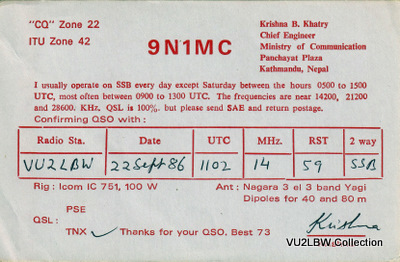 "CQ" Zone 22
ITU Zone 42
9N1MC
Krishna B. Khatry
Chief Engineer
Ministry of Communication
Panchayat Plaza
Kathmandu, Nepal
I usually operate on SSB every day except Saturday between the hours 0500 to 1500
UTC, most often between 0900 to 1300 UTC. The frequencies are near 14200, 21200
and 28600. KHz. QSL is 100%. but please send SAE and return postage.
Confirming QSO with :
Radio Sta. Date UTC MHz. RST 2 way
VU2LBW 22 Sept 86 1102 14 59 SSB
Rig : Icom IC 751, 100 W Ant : Nagara 3 el 3 band Yagi
Dipoles for 40 and 80 m
PSE
QSL :
TNX ✓ Thanks for your QSO. Best 73
Krishna
VU2LBW Collection